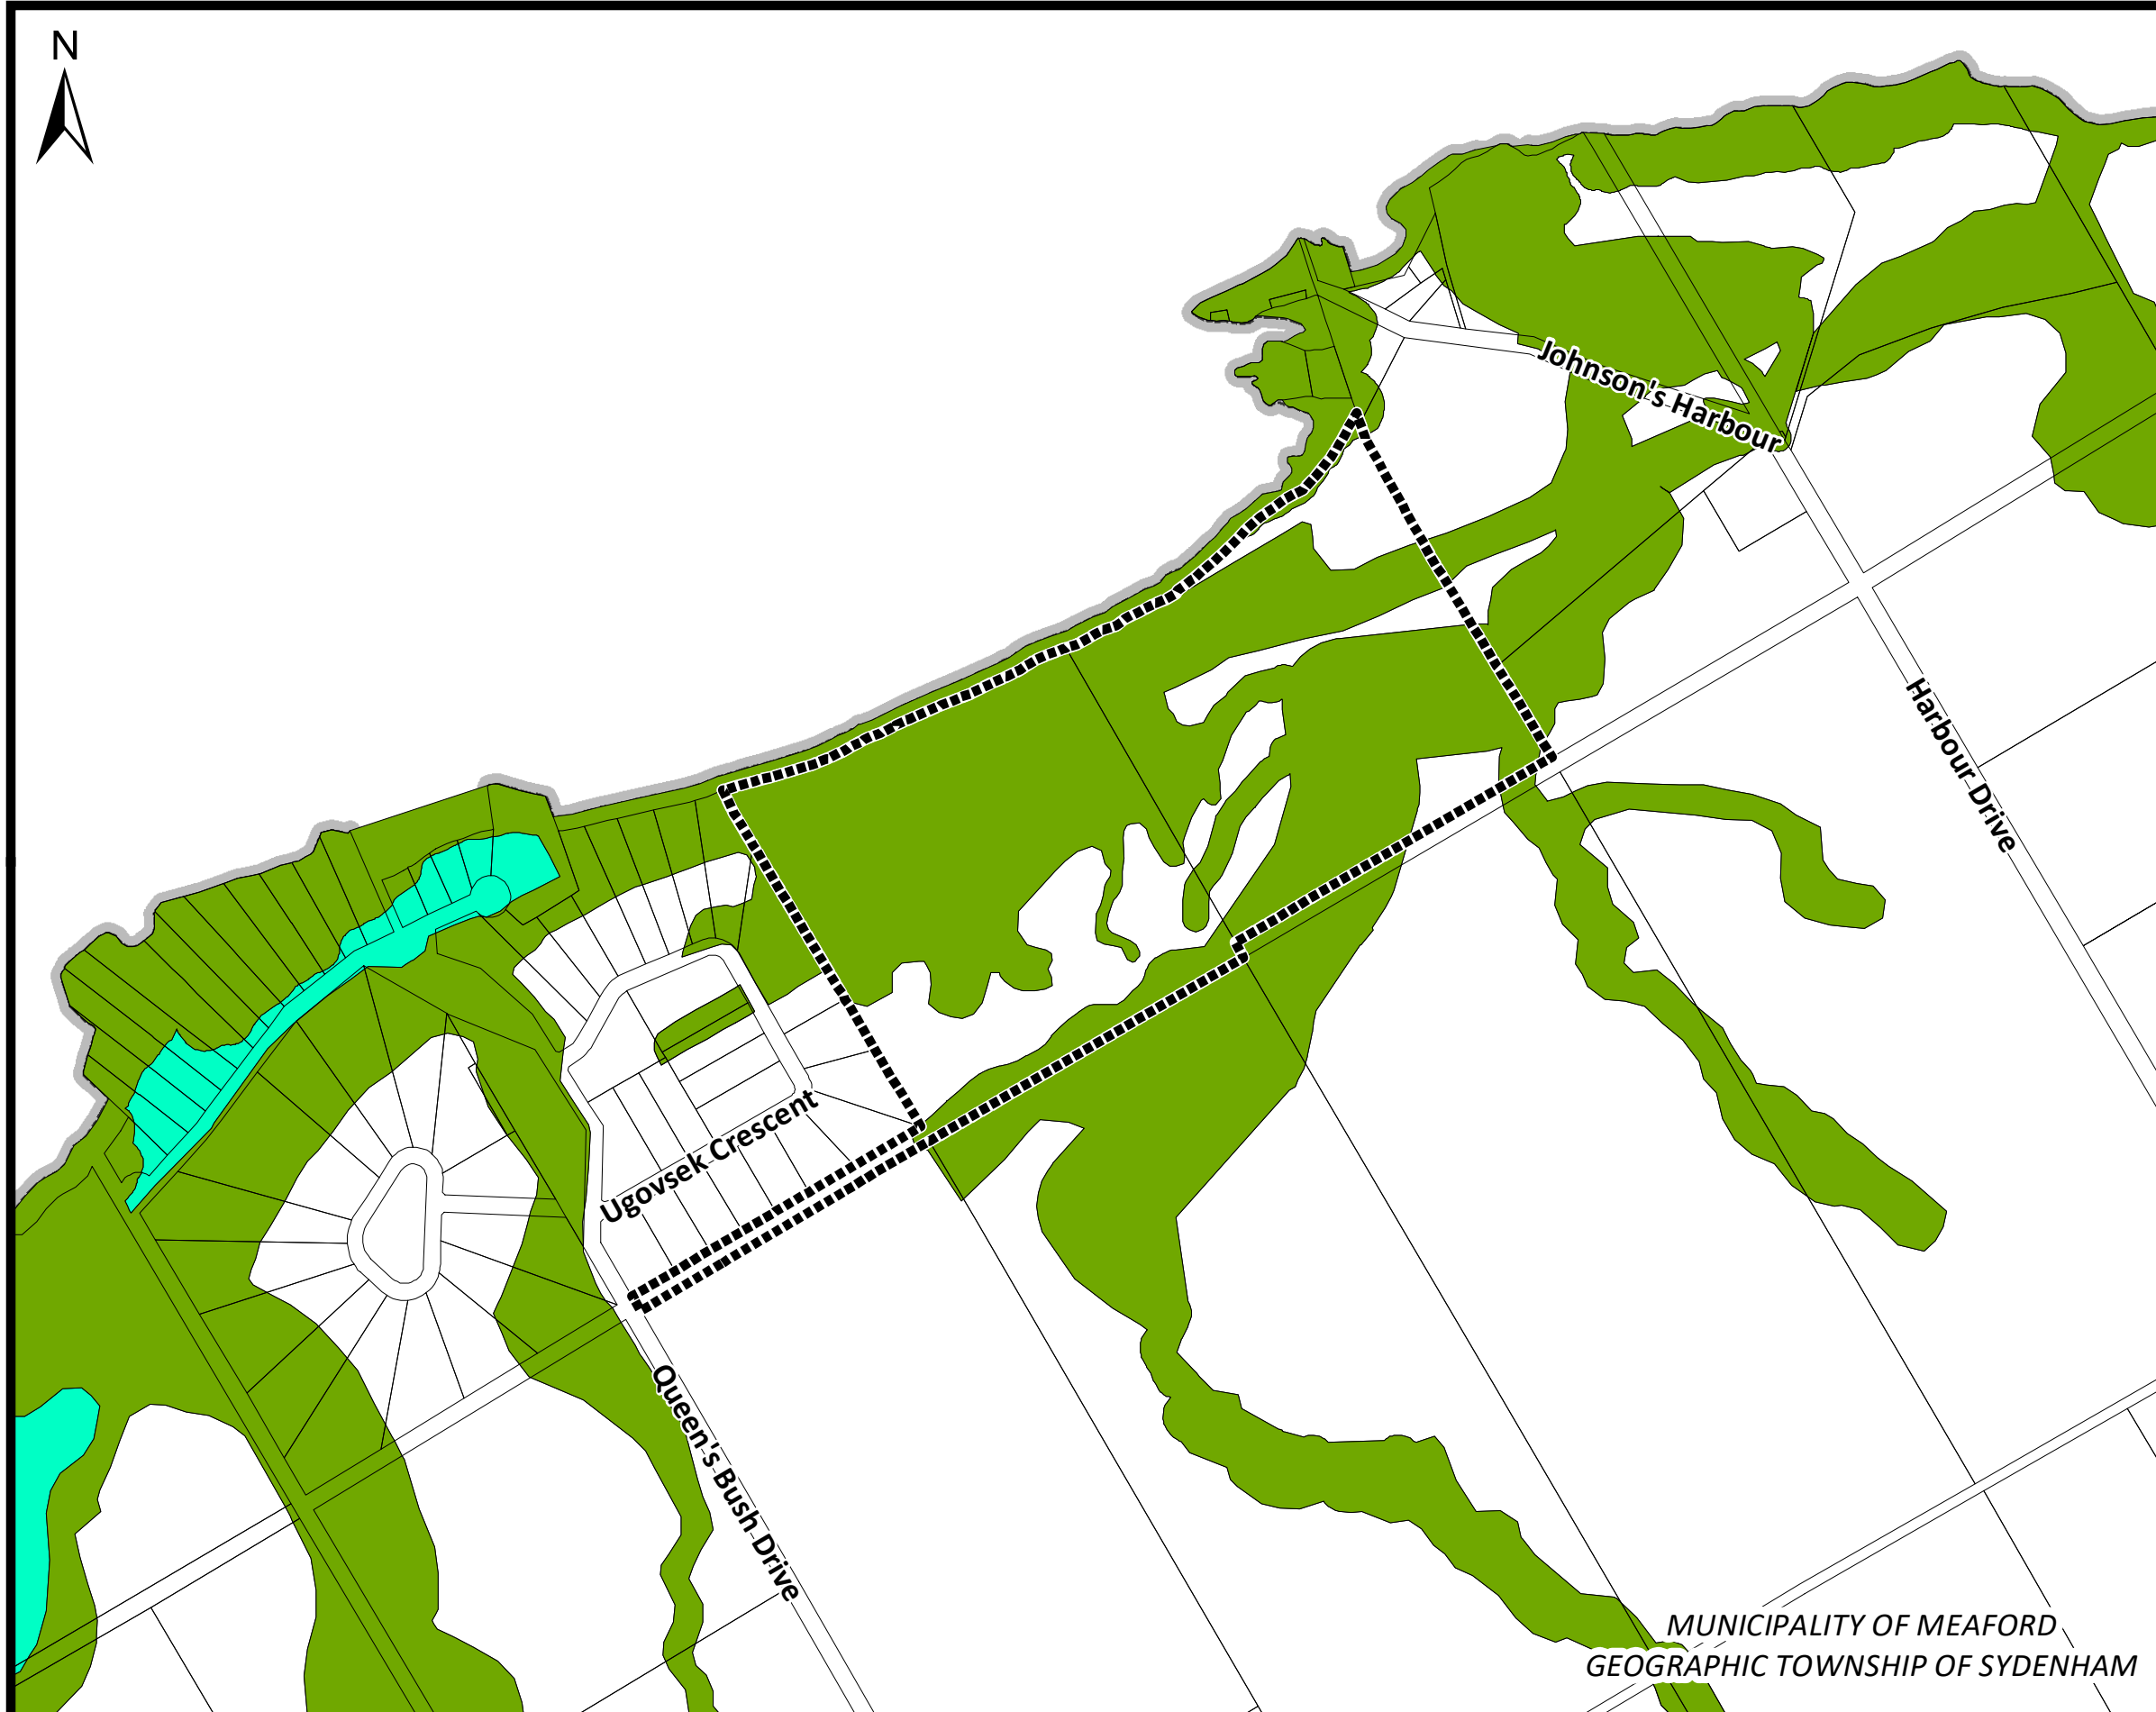 N
Johnson's Harbour
Harbour Drive
Ugovsek Crescent
Queen's Bush Drive
MUNICIPALITY OF MEAFORD
GEOGRAPHIC TOWNSHIP OF SYDENHAM